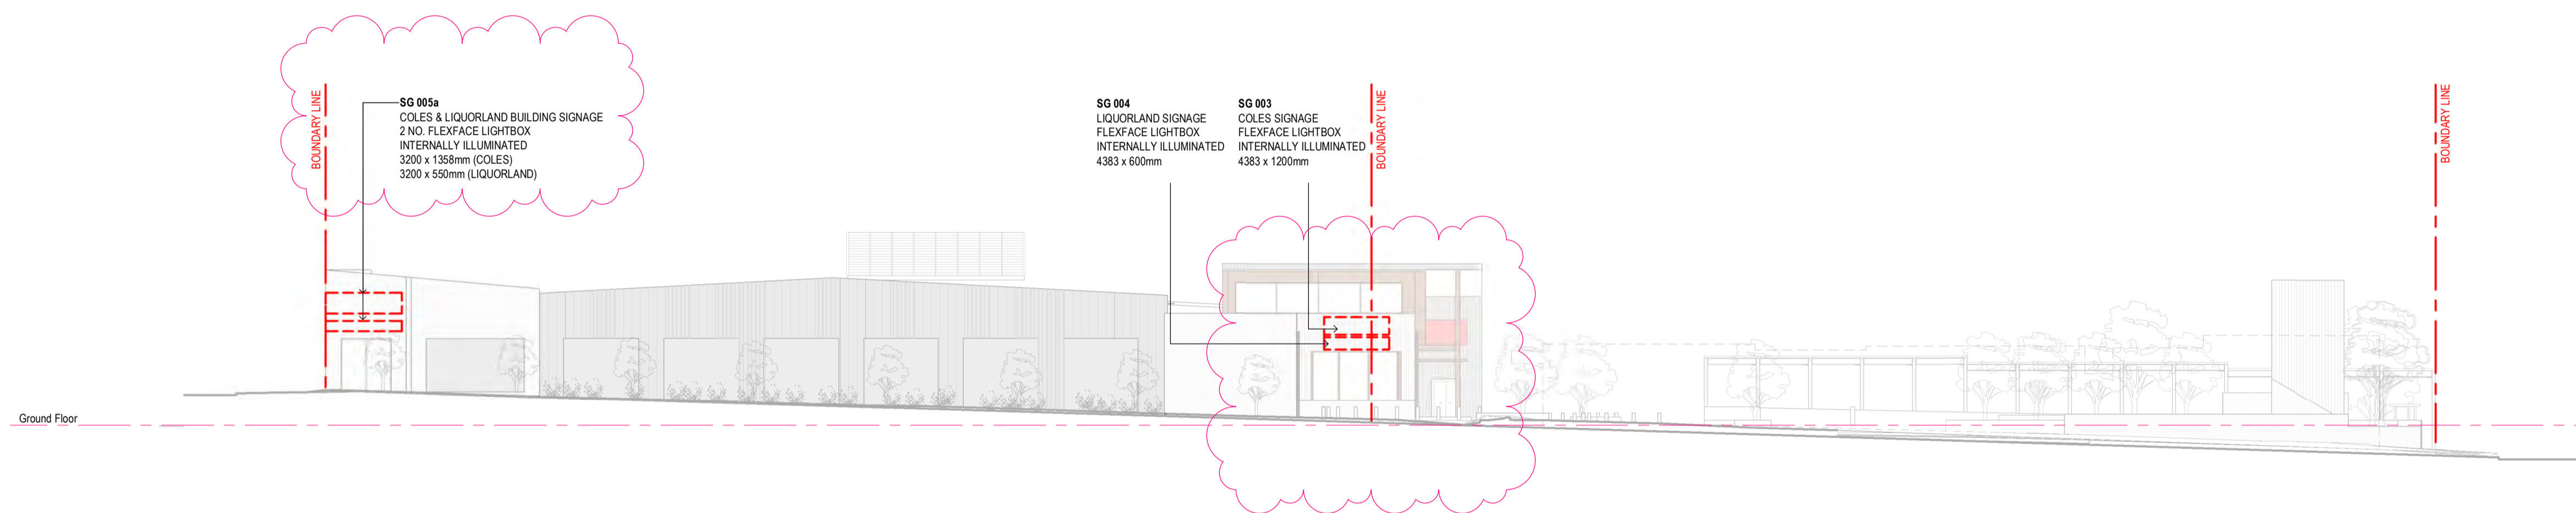 BOUNDARY LINE
SG 005a
COLES & LIQUORLAND BUILDING SIGNAGE
2 NO. FLEXFACE LIGHTBOX
INTERNALLY ILLUMINATED
3200 x 1358mm (COLES)
3200 x 550mm (LIQUORLAND)
SG 004
LIQUORLAND SIGNAGE
FLEXFACE LIGHTBOX
INTERNALLY ILLUMINATED
4383 x 600mm
SG 003
COLES SIGNAGE
FLEXFACE LIGHTBOX
INTERNALLY ILLUMINATED
4383 x 1200mm
BOUNDARY LINE
BOUNDARY LINE
Ground Floor